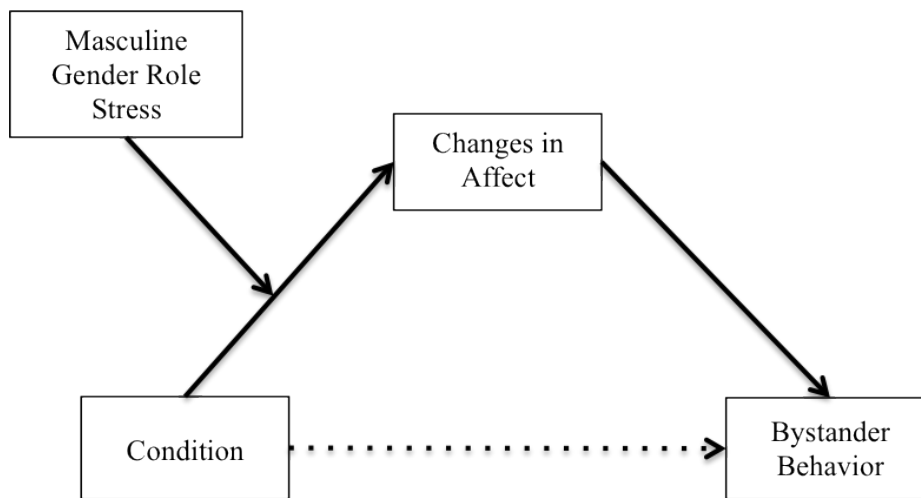 Masculine
Gender Role
Stress
Changes in
Affect
Condition
Bystander
Behavior